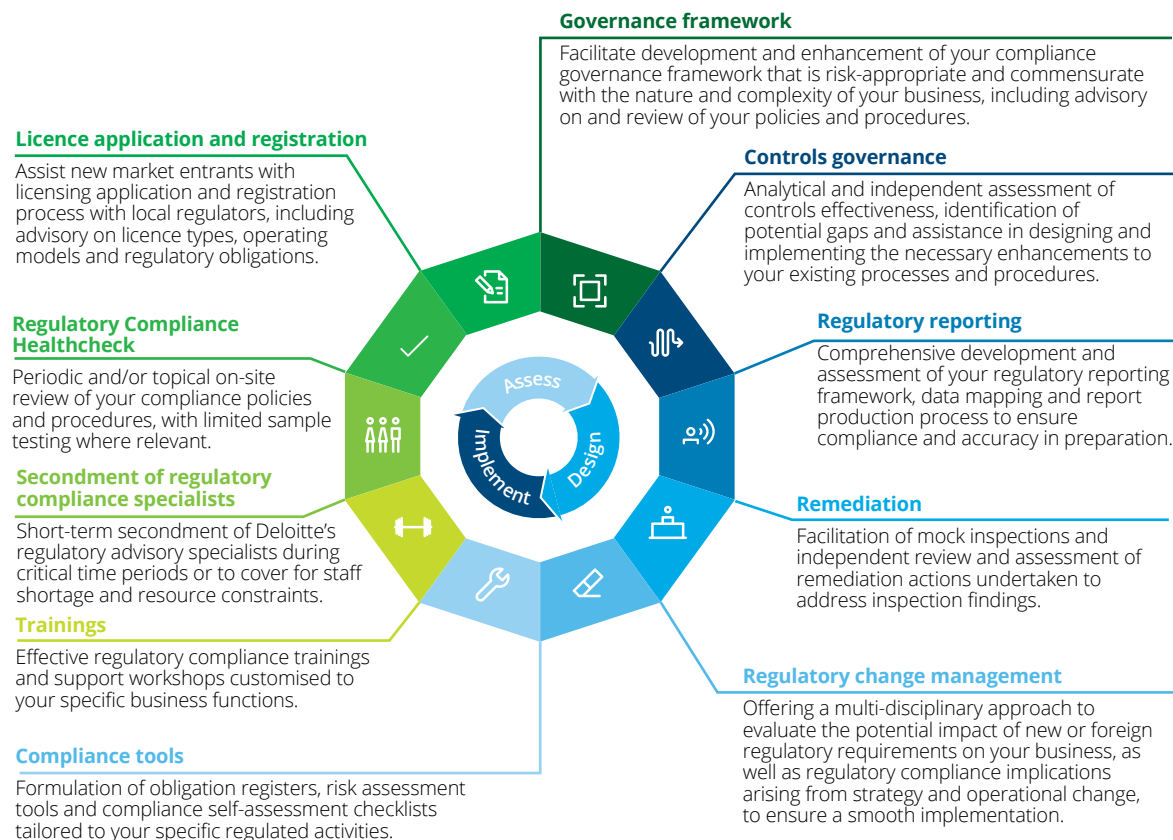 Governance framework
Facilitate development and enhancement of your compliance
governance framework that is risk-appropriate and commensurate
with the nature and complexity of your business, including advisory
on and review of your policies and procedures.
Controls governance
Analytical and independent assessment of
controls effectiveness, identification of
potential gaps and assistance in designing and
implementing the necessary enhancements to
your existing processes and procedures.
Regulatory reporting
Comprehensive development and
assessment of your regulatory reporting
framework, data mapping and report
production process to ensure
compliance and accuracy in preparation.
Remediation
Facilitation of mock inspections and
independent review and assessment of
remediation actions undertaken to
address inspection findings.
Regulatory change management
Offering a multi-disciplinary approach to
evaluate the potential impact of new or foreign
regulatory requirements on your business, as
well as regulatory compliance implications
arising from strategy and operational change,
to ensure a smooth implementation.
Licence application and registration
Assist new market entrants with
licensing application and registration
process with local regulators, including
advisory on licence types, operating
models and regulatory obligations.
Regulatory Compliance
Healthcheck
Periodic and/or topical on-site
review of your compliance policies
and procedures, with limited sample
testing where relevant.
Secondment of regulatory
compliance specialists
Short-term secondment of Deloitte's
regulatory advisory specialists during
critical time periods or to cover for staff
shortage and resource constraints.
Trainings
Effective regulatory compliance trainings
and support workshops customised to
your specific business functions.
Compliance tools
Formulation of obligation registers, risk assessment
tools and compliance self-assessment checklists
tailored to your specific regulated activities.
Assess
Design
Implement